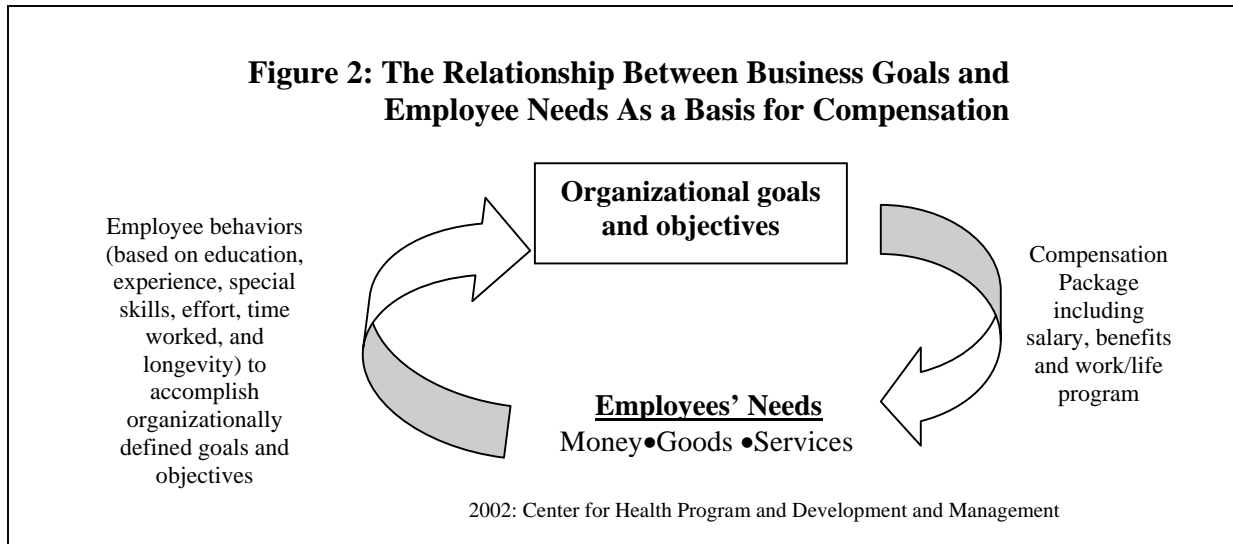 Figure 2: The Relationship Between Business Goals and
Employee Needs As a Basis for Compensation
Organizational goals
and objectives
Employee behaviors
(based on education,
experience, special
skills, effort, time
worked, and
longevity) to
accomplish
organizationally
defined goals and
objectives
Compensation
Package
including
salary, benefits
and work/life
program
Employees’ Needs
Money•Goods •Services
2002: Center for Health Program and Development and Management